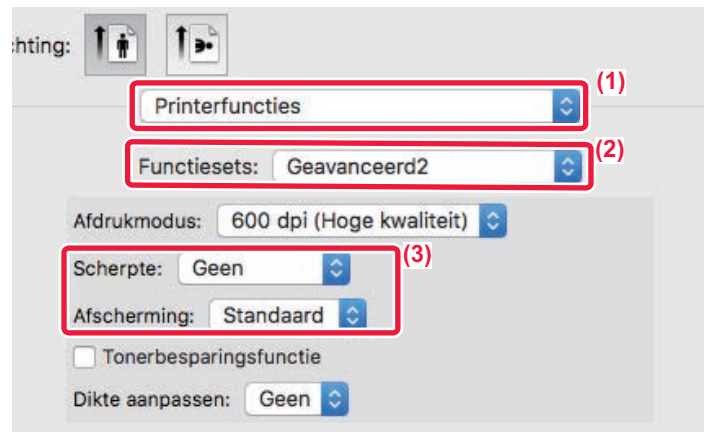 chting:
(1)
Printerfuncties
(2)
Functiesets: Geavanceerd2
Afdrukmodus: 600 dpi (Hoge kwaliteit)
(3)
Scherpte: Geen
Afscherming: Standaard
Tonerbesparingsfunctie
Dikte aanpassen: Geen